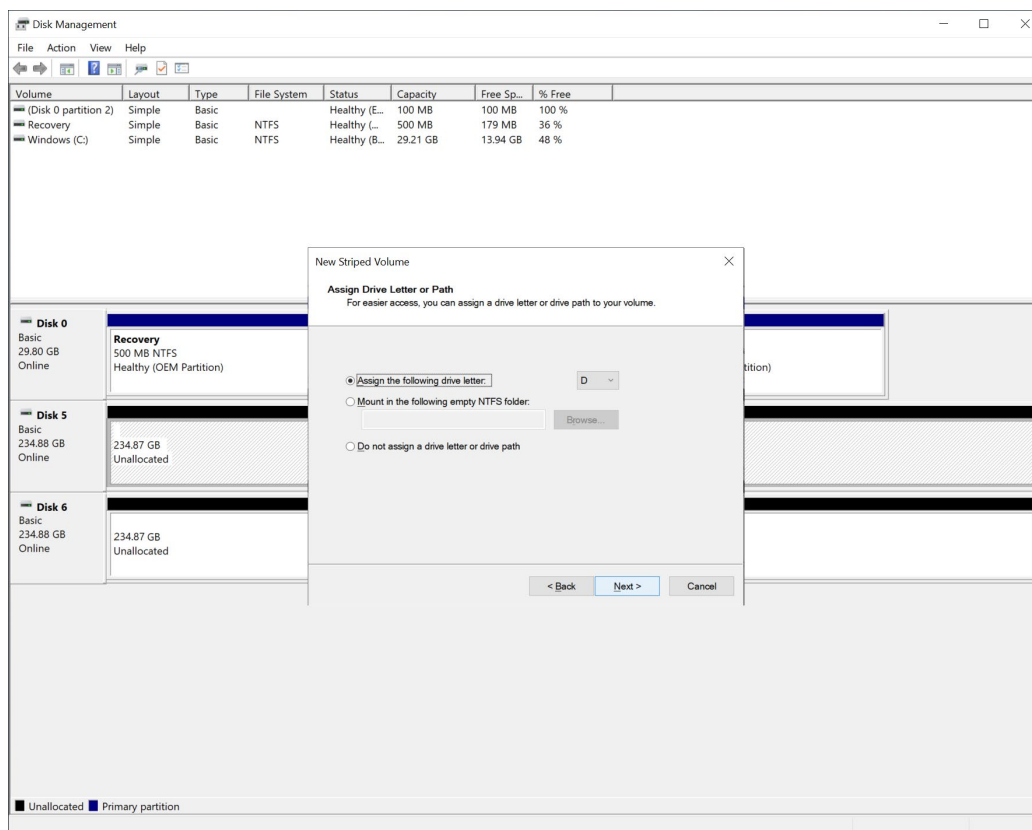 Disk Management
File Action View Help
Volume Layout Type File System Status Capacity Free Sp... % Free
(Disk 0 partition 2) Simple Basic Healthy (E... 100 MB 100 MB 100 %
Recovery Simple Basic NTFS Healthy (... 500 MB 179 MB 36 %
Windows (C:) Simple Basic NTFS Healthy (B... 29.21 GB 13.94 GB 48 %
New Striped Volume
Assign Drive Letter or Path
For easier access, you can assign a drive letter or drive path to your volume.
Assign the following drive letter: D
Mount in the following empty NTFS folder:
Browse...
Do not assign a drive letter or drive path
< Back Next > Cancel
Disk 0
Basic
29.80 GB
Online
Recovery
500 MB NTFS
Healthy (OEM Partition)
tition)
Disk 5
Basic
234.88 GB
Online
234.87 GB
Unallocated
Disk 6
Basic
234.88 GB
Online
234.87 GB
Unallocated
Unallocated Primary partition